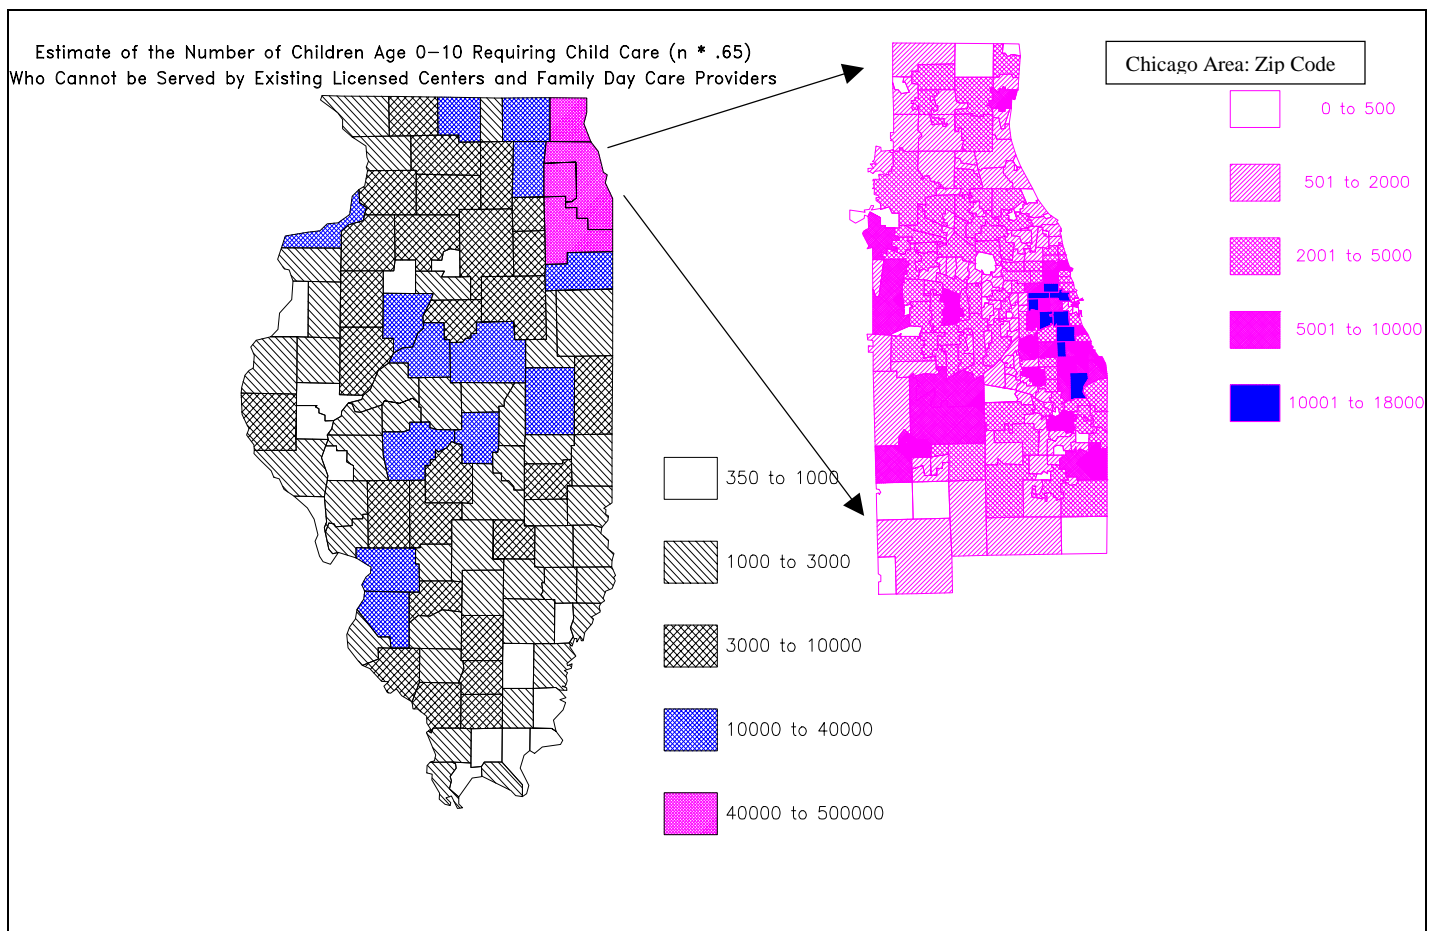 Estimate of the Number of Children Age 0-10 Requiring Child Care (n * .65)
Who Cannot be Served by Existing Licensed Centers and Family Day Care Providers
Chicago Area: Zip Code
0 to 500
501 to 2000
2001 to 5000
5001 to 10000
10001 to 18000
350 to 1000
1000 to 3000
3000 to 10000
10000 to 40000
40000 to 500000